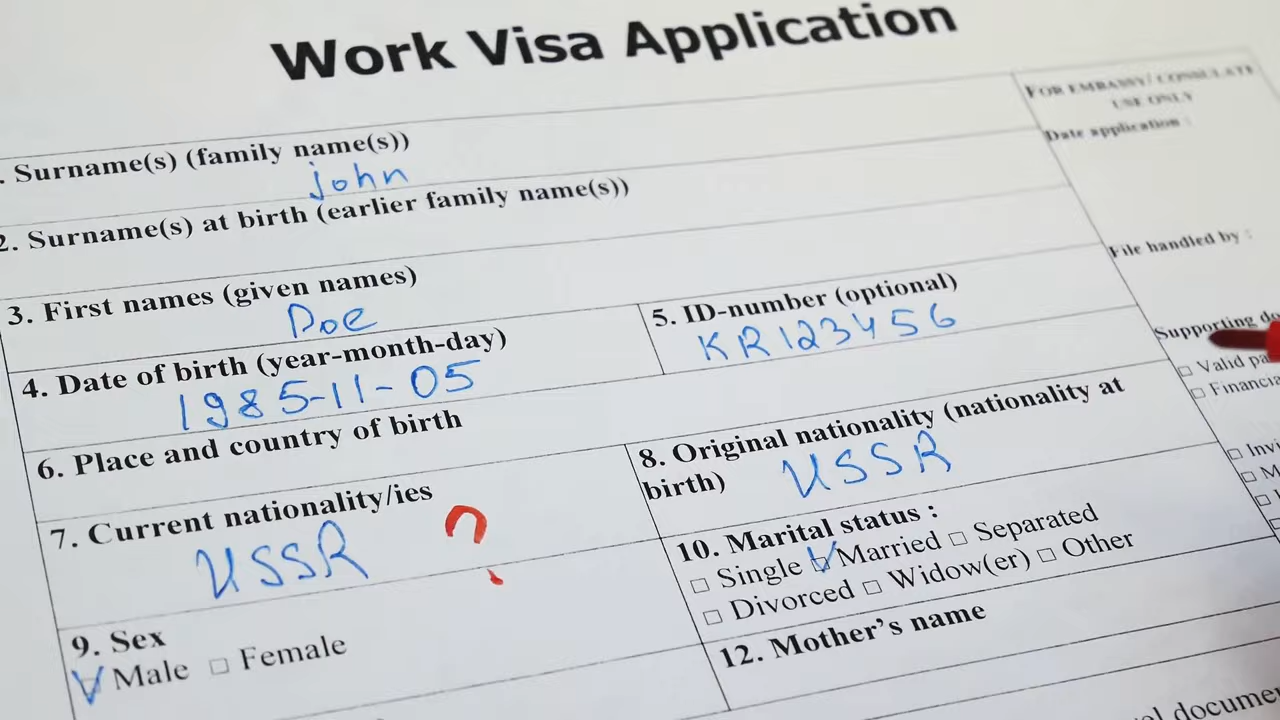 Work Visa Application
. Surname(s) (family name(s))
john
2. Surname(s) at birth (earlier family name(s))
3. First names (given names)
Doe
4. Date of birth (year-month-day)
1985-11-05
5. ID-number (optional)
KR123456
6. Place and country of birth
7. Current nationality/ies
USSR ?
8. Original nationality (nationality at
birth) USSR
9. Sex
Male Female
10. Marital status :
Single Married Separated
Divorced Widow(er) Other
12. Mother's name
FOR EMBASSY/ CONSULATE
USE ONLY
Date application :
File handled by :
Supporting
Valid